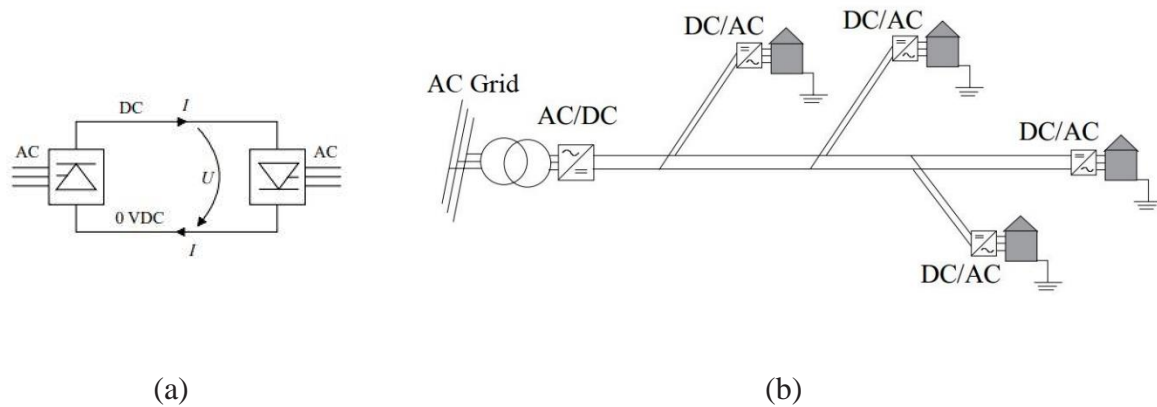 DC I
AC
AC
U
0 VDC
I
(a)
AC Grid
AC/DC
DC/AC
DC/AC
DC/AC
DC/AC
(b)